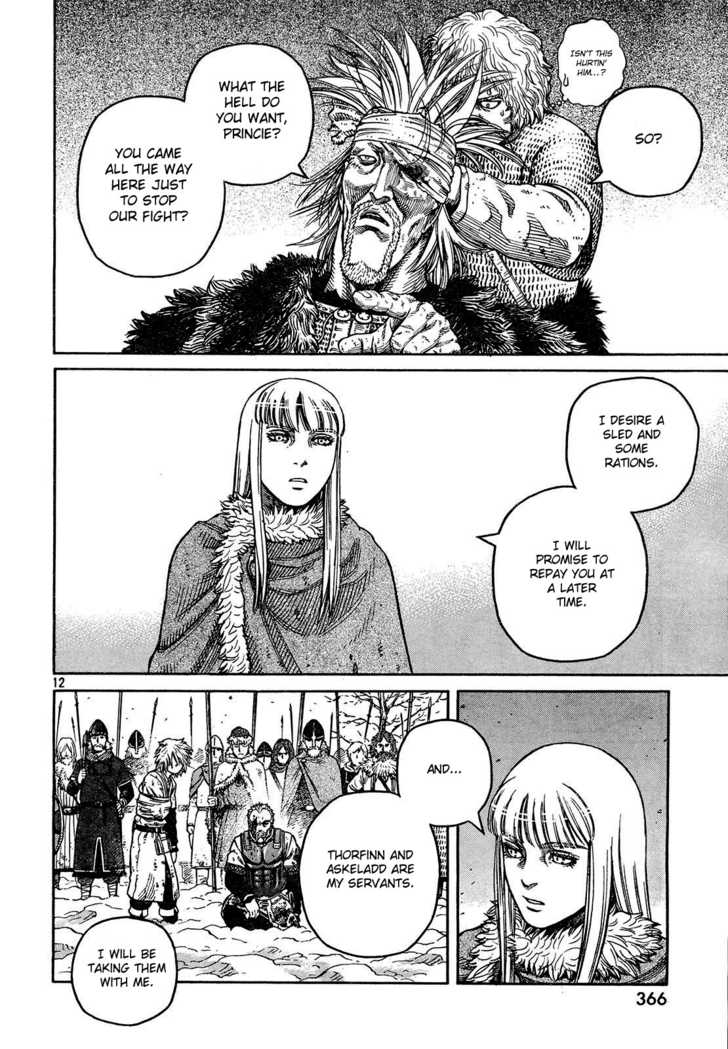 ISN'T THIS
HURTIN'
HIM...?
SO?
WHAT THE
HELL DO
YOU WANT,
PRINCIE?
YOU CAME
ALL THE WAY
HERE JUST
TO STOP
OUR FIGHT?
I DESIRE A
SLED AND
SOME
RATIONS.
I WILL
PROMISE TO
REPAY YOU AT
A LATER
TIME.
12
AND...
THORFINN AND
ASKELADD ARE
MY SERVANTS.
I WILL BE
TAKING THEM
WITH ME.
366